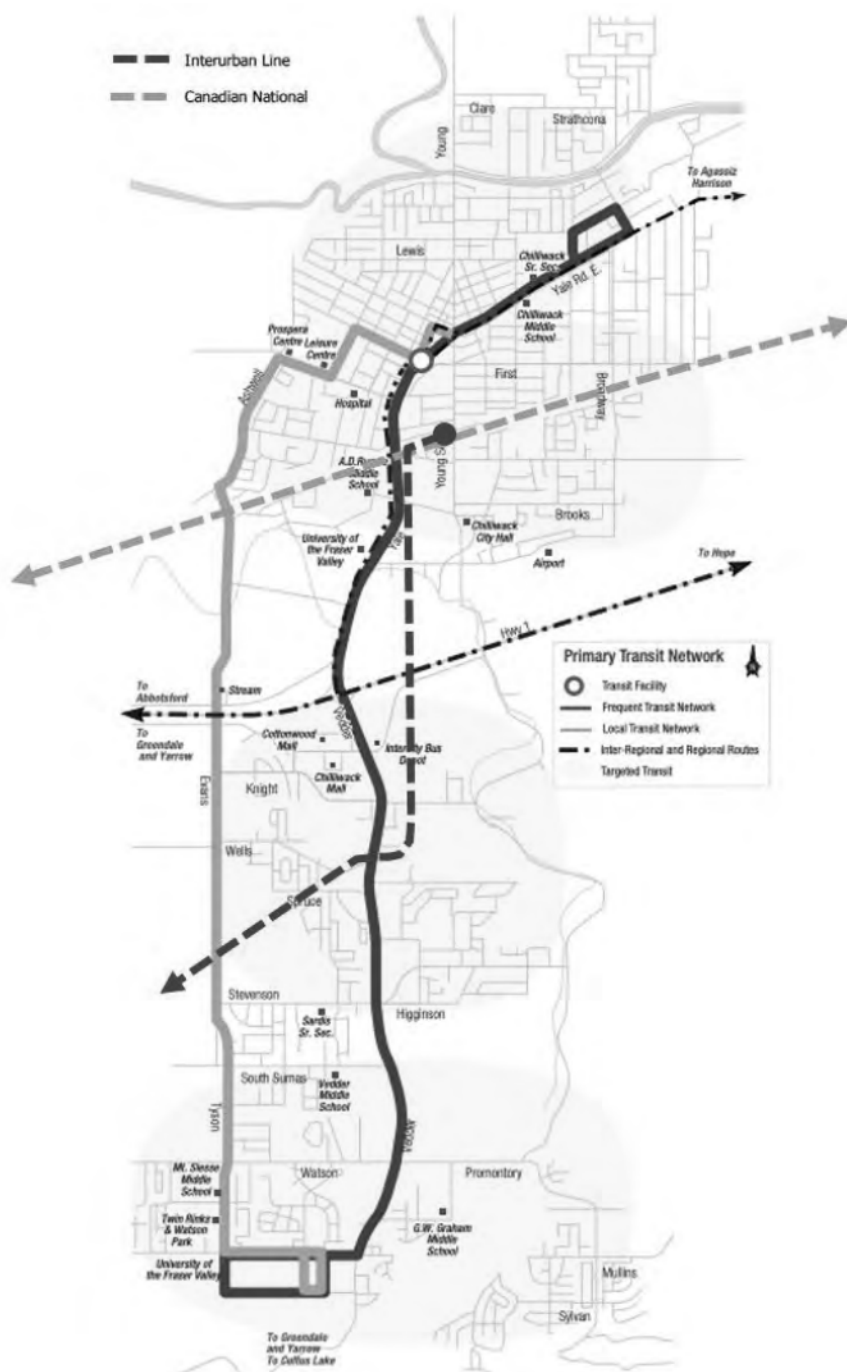 Interurban Line
Canadian National
Clare
Strathcona
Young
To Agassiz
Harrison
Lewis
Chilliwack
Sr. Sec.
Yale Rd. E.
Chilliwack
Middle
School
Prospera
Centre
Leisure
Centre
First
Ashwell
Hospital
Broadway
Young S
A.D.Rundle
Middle
School
Brooks
Chilliwack
City Hall
University of
the Fraser
Valley
Yale
Airport
To Hope
Hwy 1
Primary Transit Network
Transit Facility
Frequent Transit Network
Local Transit Network
Inter-Regional and Regional Routes
Targeted Transit
To
Abbotsford
Stream
To
Greendale
and Yarrow
Vedder
Cottonwood
Mall
Intercity Bus
Depot
Chilliwack
Mall
Evans
Knight
Wells
Spruce
Stevenson
Higginson
Sardis
Sr. Sec.
South Sumas
Vedder
Middle
School
Tyson
Vedder
Mt. Slesse
Middle
School
Watson
Promontory
Twin Rinks
& Watson
Park
G.W. Graham
Middle
School
University of
the Fraser Valley
Mullins
Sylvan
To Greendale
and Yarrow
To Cultus Lake